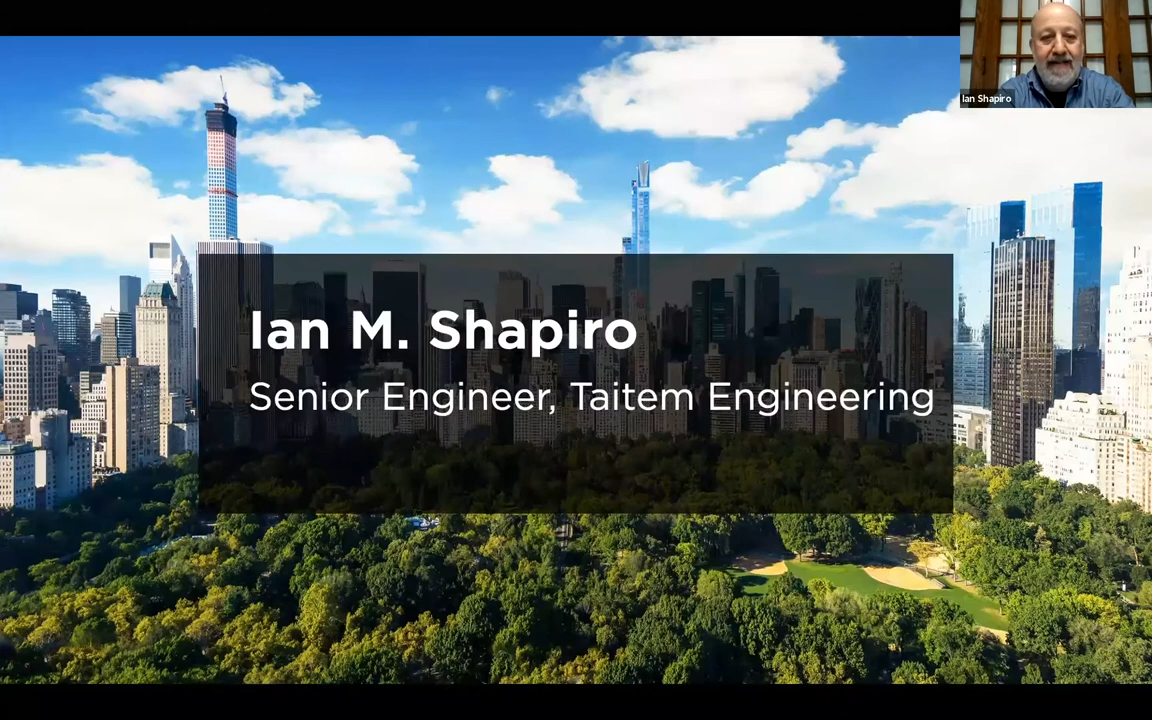 Ian Shapiro
Ian M. Shapiro
Senior Engineer, Taitem Engineering